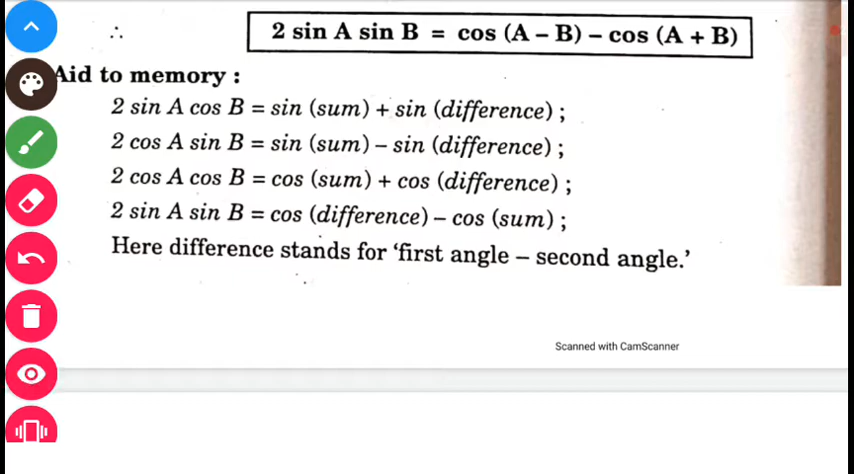 ∴ 2 sin A sin B = cos (A – B) – cos (A + B)
Aid to memory :
2 sin A cos B = sin (sum) + sin (difference) ;
2 cos A sin B = sin (sum) – sin (difference) ;
2 cos A cos B = cos (sum) + cos (difference) ;
2 sin A sin B = cos (difference) – cos (sum) ;
Here difference stands for ‘first angle – second angle.’
Scanned with CamScanner